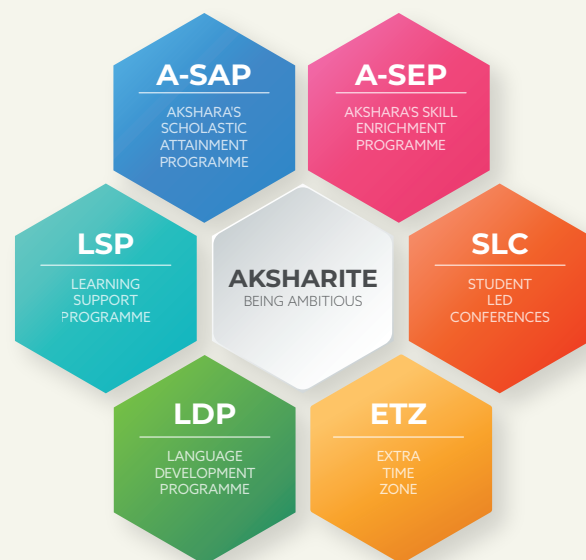 A-SAP
AKSHARA'S
SCHOLASTIC
ATTAINMENT
PROGRAMME
A-SEP
AKSHARA'S SKILL
ENRICHMENT
PROGRAMME
LSP
LEARNING
SUPPORT
PROGRAMME
AKSHARITE
BEING AMBITIOUS
SLC
STUDENT
LED
CONFERENCES
LDP
LANGUAGE
DEVELOPMENT
PROGRAMME
ETZ
EXTRA
TIME
ZONE